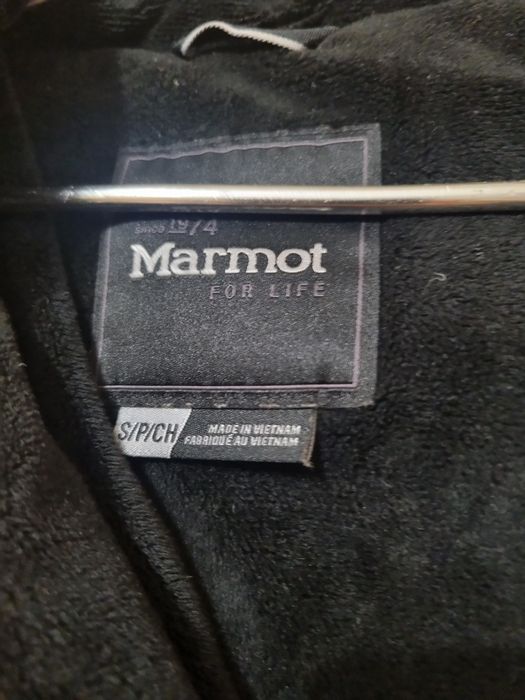 since 1974
Marmot
FOR LIFE
S/P/CH
MADE IN VIETNAM
FABRIQUÉ AU VIETNAM